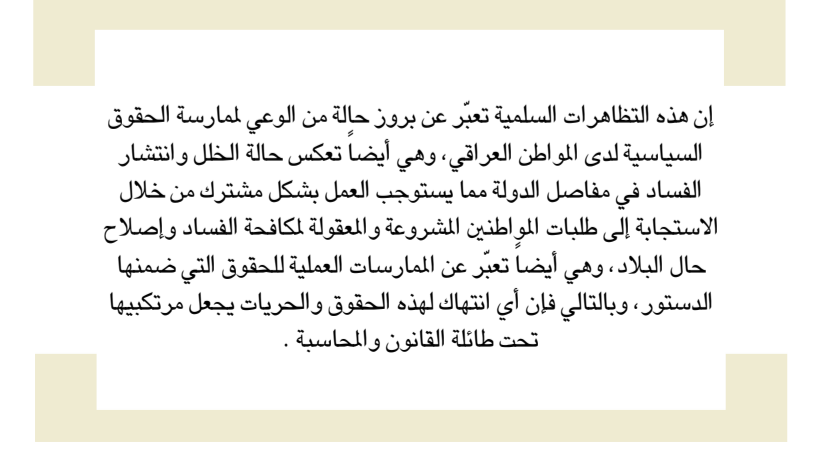 إن هذه التظاهرات السلمية تعبّر عن بروز حالة من الوعي لممارسة الحقوق
السياسية لدى المواطن العراقي، وهي أيضاً تعكس حالة الخلل وانتشار
الفساد في مفاصل الدولة مما يستوجب العمل بشكل مشترك من خلال
الاستجابة إلى طلبات المواطنين المشروعة والمعقولة لمكافحة الفساد وإصلاح
حال البلاد، وهي أيضاً تعبّر عن الممارسات العملية للحقوق التي ضمنها
الدستور، وبالتالي فإن أي انتهاك لهذه الحقوق والحريات يجعل مرتكبيها
تحت طائلة القانون والمحاسبة .